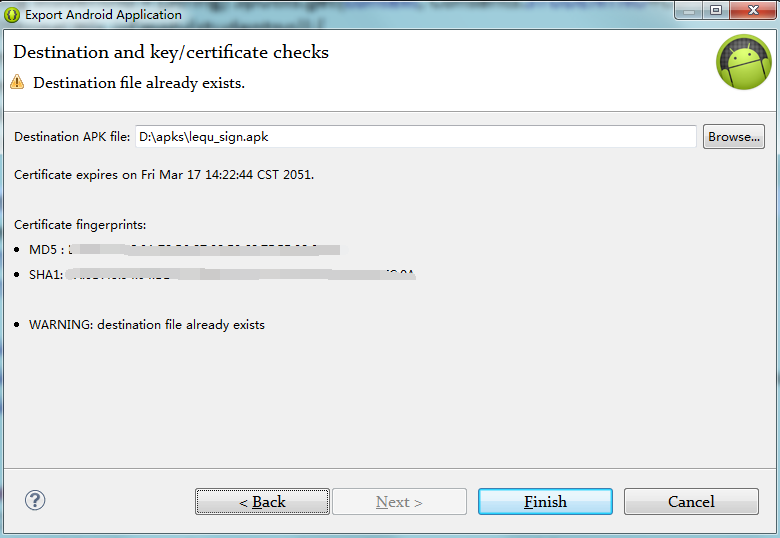 Export Android Application
Destination and key/certificate checks
Destination file already exists.
Destination APK file: D:\apks\lequ_sign.apk Browse...
Certificate expires on Fri Mar 17 14:22:44 CST 2051.
Certificate fingerprints:
MD5 :
SHA1:
WARNING: destination file already exists
? < Back Next > Finish Cancel